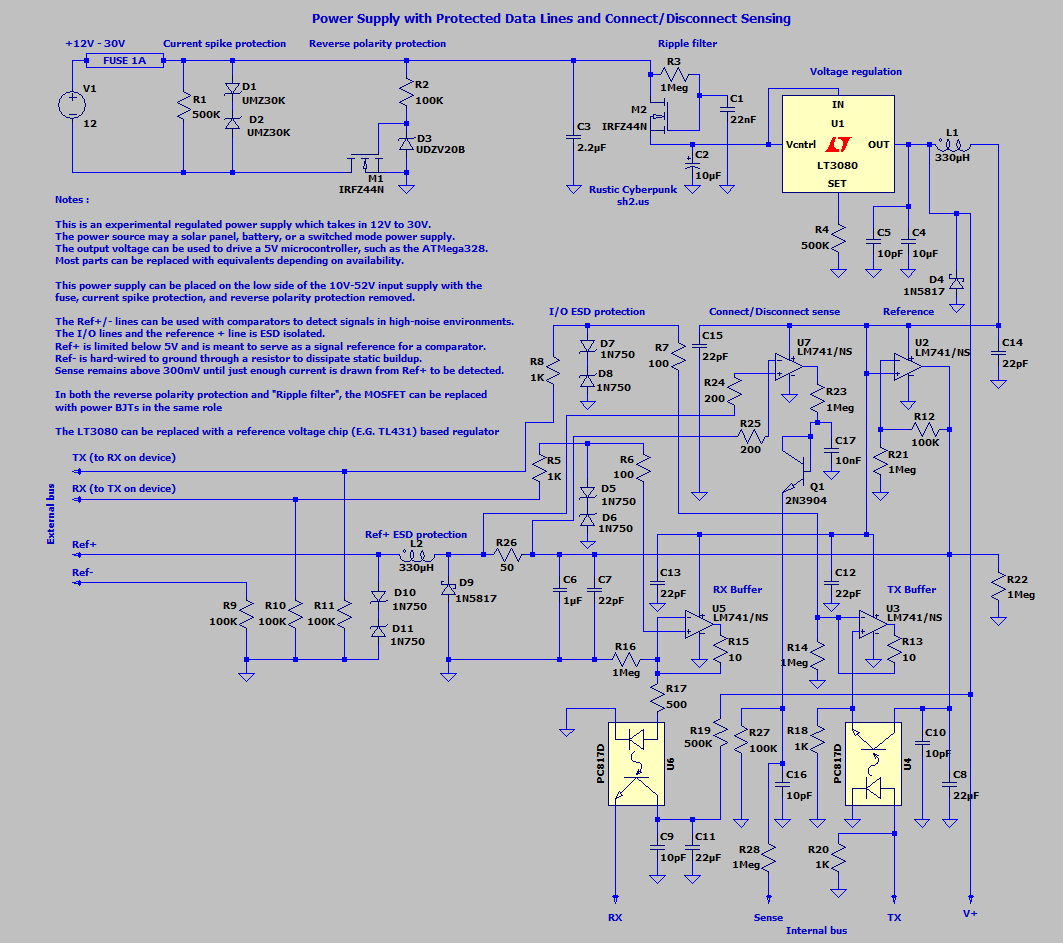 Power Supply with Protected Data Lines and Connect/Disconnect Sensing
+12V - 30V
Current spike protection
Reverse polarity protection
Ripple filter
FUSE 1A
Voltage regulation
V1
12
R1
500K
D1
UMZ30K
D2
UMZ30K
R2
100K
D3
UDZV20B
M1
IRFZ44N
C3
2.2µF
R3
1Meg
M2
IRFZ44N
C1
22nF
C2
10µF
Rustic Cyberpunk
sh2.us
IN
U1
Vcntrl
OUT
LT3080
SET
L1
330µH
R4
500K
C5
10pF
C4
10µF
D4
1N5817
Notes :
This is an experimental regulated power supply which takes in 12V to 30V.
The power source may a solar panel, battery, or a switched mode power supply.
The output voltage can be used to drive a 5V microcontroller, such as the ATMega328.
Most parts can be replaced with equivalents depending on availability.
This power supply can be placed on the low side of the 10V-52V input supply with the
fuse, current spike protection, and reverse polarity protection removed.
The Ref+/- lines can be used with comparators to detect signals in high-noise environments.
The I/O lines and the reference + line is ESD isolated.
Ref+ is limited below 5V and is meant to serve as a signal reference for a comparator.
Ref- is hard-wired to ground through a resistor to dissipate static buildup.
Sense remains above 300mV until just enough current is drawn from Ref+ to be detected.
In both the reverse polarity protection and "Ripple filter", the MOSFET can be replaced
with power BJTs in the same role
The LT3080 can be replaced with a reference voltage chip (E.G. TL431) based regulator
I/O ESD protection
Connect/Disconnect sense
Reference
R8
1K
D7
1N750
D8
1N750
R7
100
C15
22pF
U7
LM741/NS
U2
LM741/NS
C14
22pF
R24
200
R23
1Meg
R25
200
R12
100K
R21
1Meg
C17
10nF
Q1
2N3904
TX (to RX on device)
RX (to TX on device)
External bus
R5
1K
R6
100
D5
1N750
D6
1N750
Ref+
Ref-
Ref+ ESD protection
L2
330µH
R26
50
D9
1N5817
C6
1µF
C7
22pF
C13
22pF
RX Buffer
C12
22pF
TX Buffer
R22
1Meg
R9
100K
R10
100K
R11
100K
D10
1N750
D11
1N750
U5
LM741/NS
R15
10
U3
LM741/NS
R13
10
R14
1Meg
R16
1Meg
R17
500
PC817D
U6
R19
500K
R27
100K
R18
1K
PC817D
U4
C10
10pF
C8
22µF
C16
10pF
C9
10pF
C11
22µF
R28
1Meg
R20
1K
RX
Sense
TX
V+
Internal bus